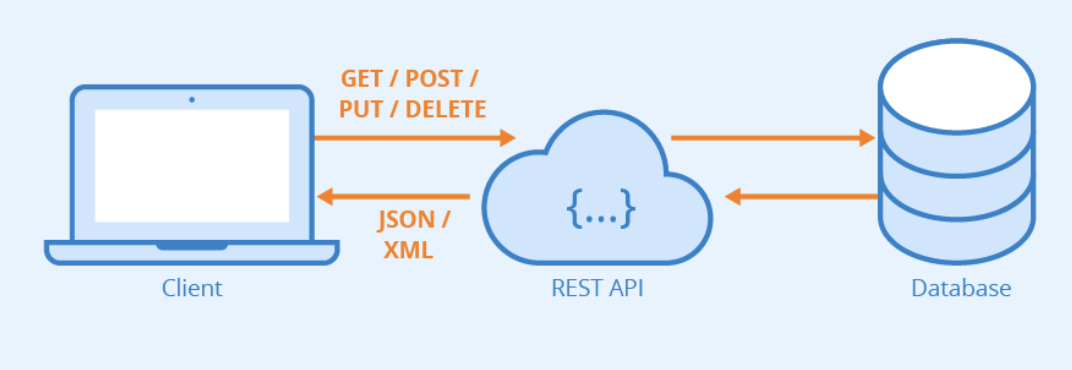 GET / POST /
PUT / DELETE
JSON /
XML
{...}
Client
REST API
Database